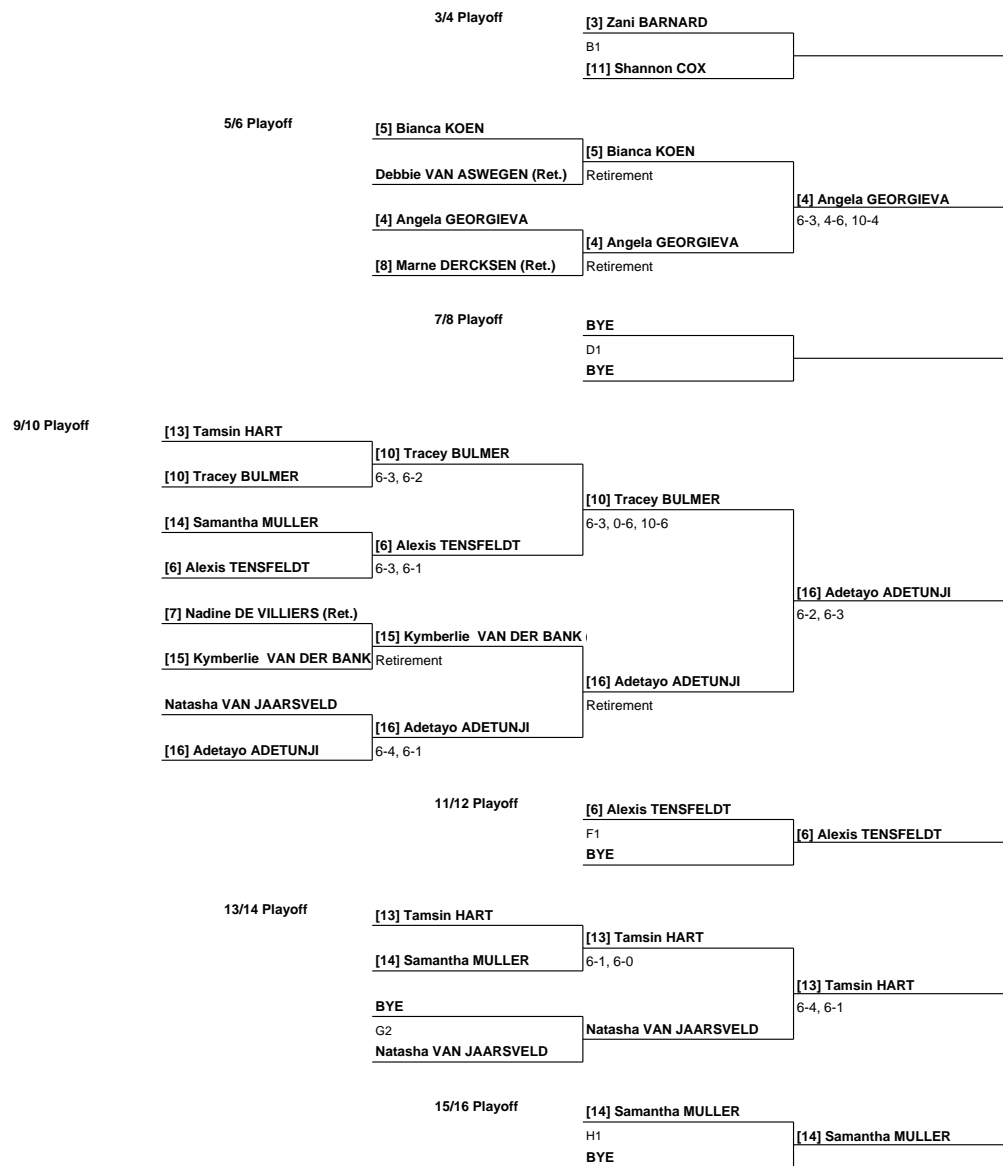 3/4 Playoff
[3] Zani BARNARD
B1
[11] Shannon COX
5/6 Playoff
[5] Bianca KOEN
[5] Bianca KOEN
Debbie VAN ASWEGEN (Ret.)
Retirement
[4] Angela GEORGIEVA
6-3, 4-6, 10-4
[4] Angela GEORGIEVA
[4] Angela GEORGIEVA
[8] Marne DERCKSEN (Ret.)
Retirement
7/8 Playoff
BYE
D1
BYE
9/10 Playoff
[13] Tamsin HART
[10] Tracey BULMER
[10] Tracey BULMER
6-3, 6-2
[10] Tracey BULMER
6-3, 0-6, 10-6
[14] Samantha MULLER
[6] Alexis TENSFELDT
[6] Alexis TENSFELDT
6-3, 6-1
[16] Adetayo ADETUNJI
6-2, 6-3
[7] Nadine DE VILLIERS (Ret.)
[15] Kymberlie VAN DER BANK (
[15] Kymberlie VAN DER BANK
Retirement
[16] Adetayo ADETUNJI
Retirement
Natasha VAN JAARSVELD
[16] Adetayo ADETUNJI
[16] Adetayo ADETUNJI
6-4, 6-1
11/12 Playoff
[6] Alexis TENSFELDT
F1
[6] Alexis TENSFELDT
BYE
13/14 Playoff
[13] Tamsin HART
[13] Tamsin HART
[14] Samantha MULLER
6-1, 6-0
[13] Tamsin HART
6-4, 6-1
BYE
G2
Natasha VAN JAARSVELD
Natasha VAN JAARSVELD
15/16 Playoff
[14] Samantha MULLER
H1
[14] Samantha MULLER
BYE